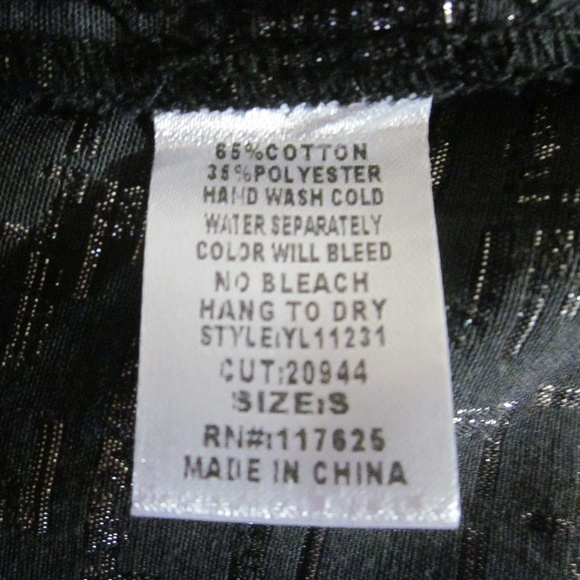 65%COTTON
35%POLYESTER
HAND WASH COLD
WATER SEPARATELY
COLOR WILL BLEED
NO BLEACH
HANG TO DRY
STYLE:YL11231
CUT:20944
SIZE:S
RN#:117625
MADE IN CHINA